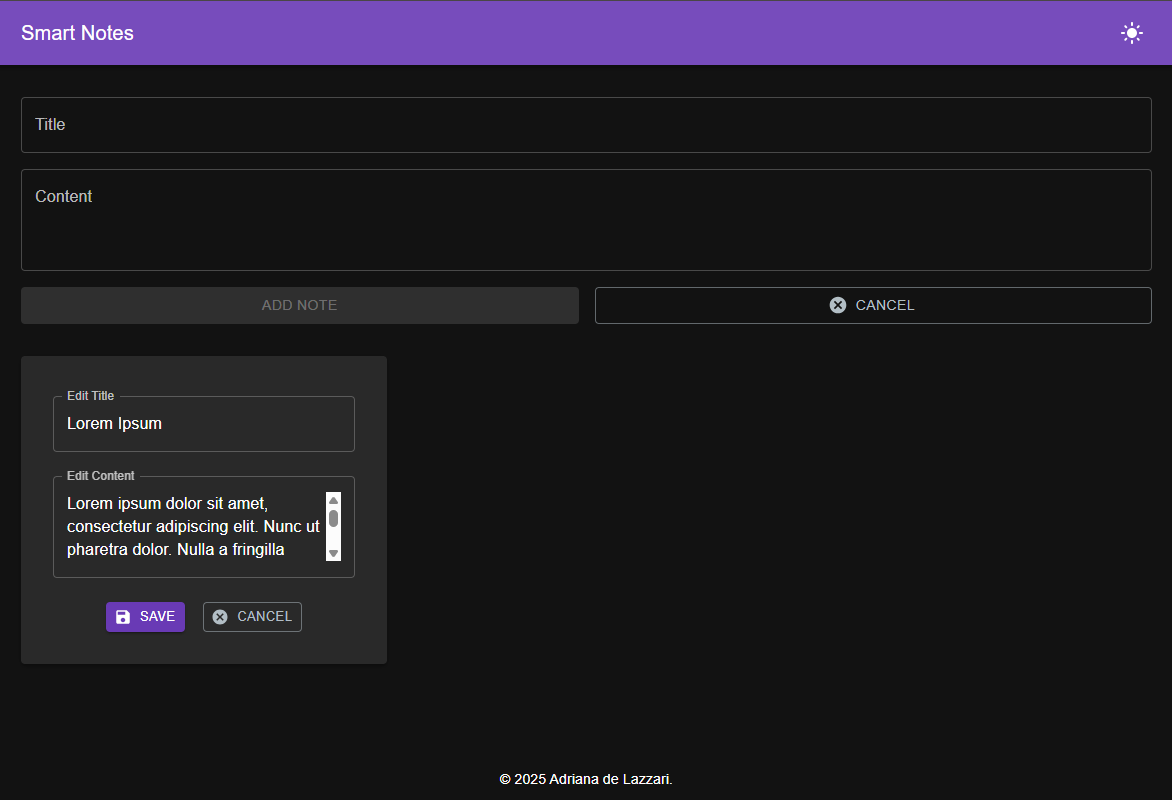 Smart Notes
Title
Content
ADD NOTE
CANCEL
Edit Title
Lorem Ipsum
Edit Content
Lorem ipsum dolor sit amet,
consectetur adipiscing elit. Nunc ut
pharetra dolor. Nulla a fringilla
SAVE
CANCEL
© 2025 Adriana de Lazzari.